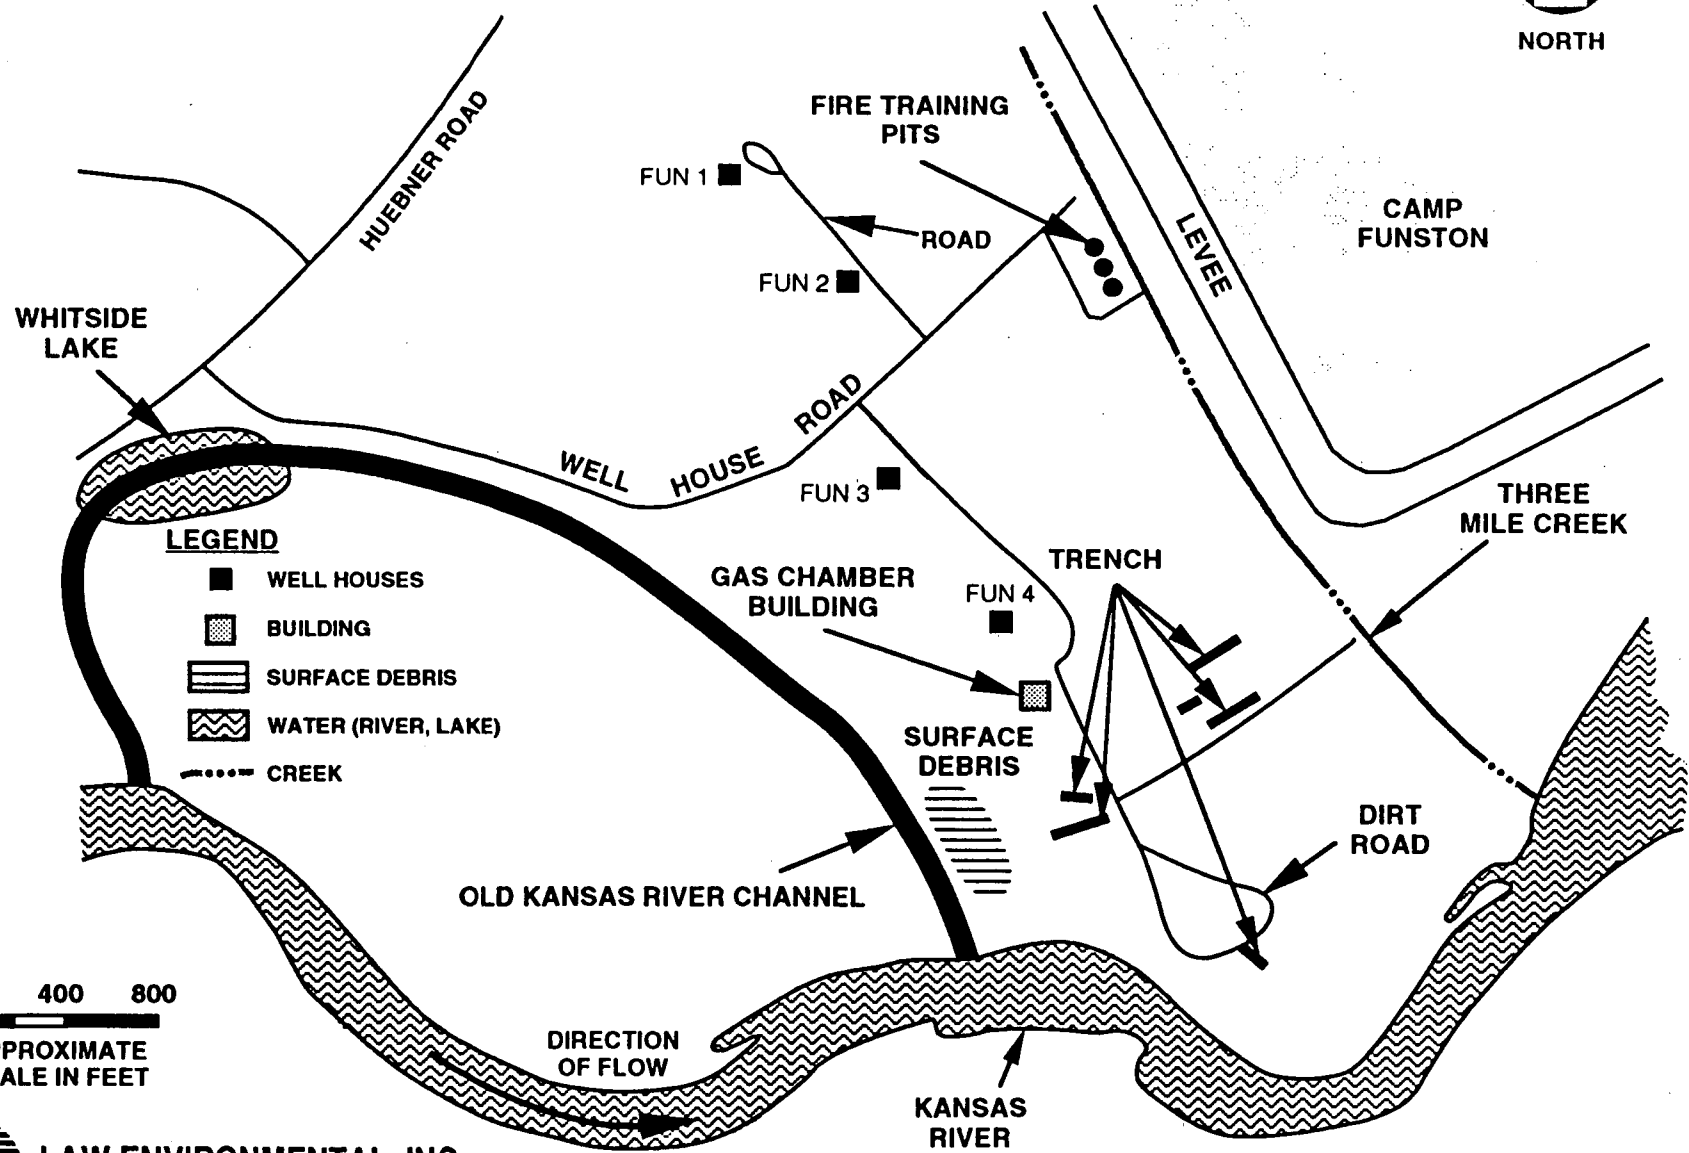 NORTH
FIRE TRAINING
PITS
HUEBNER ROAD
FUN 1
ROAD
CAMP
FUNSTON
LEVEE
FUN 2
WHITSIDE
LAKE
WELL HOUSE ROAD
FUN 3
THREE
MILE CREEK
LEGEND
WELL HOUSES
BUILDING
SURFACE DEBRIS
WATER (RIVER, LAKE)
CREEK
TRENCH
GAS CHAMBER
BUILDING
FUN 4
SURFACE
DEBRIS
DIRT
ROAD
OLD KANSAS RIVER CHANNEL
400 800
PROXIMATE
ALE IN FEET
DIRECTION
OF FLOW
KANSAS
RIVER
LAW ENVIRONMENTAL, INC